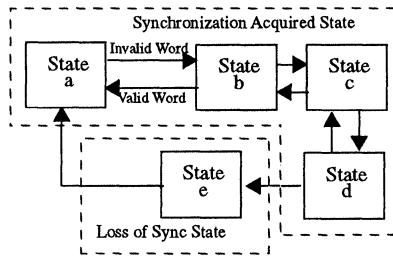 Synchronization Acquired State
Invalid Word
State
a
State
b
State
c
Valid Word
State
e
State
d
Loss of Sync State